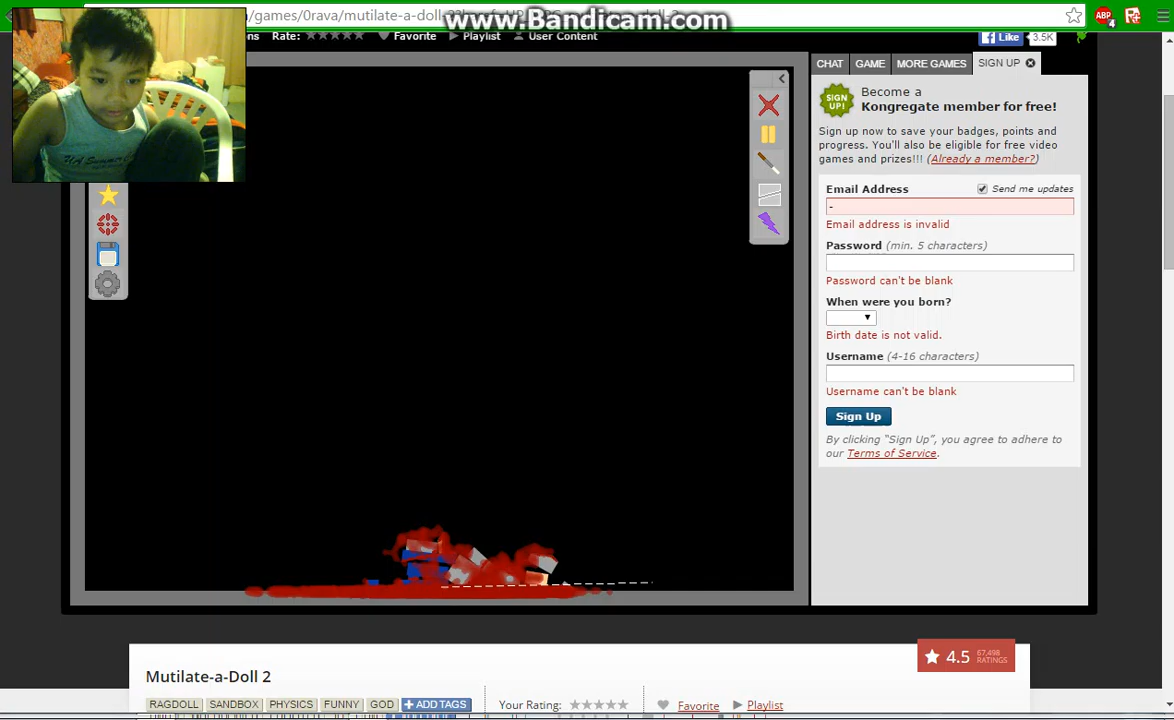 /games/0rava/mutilate-a-doll
www.Bandicam.com
ABP
4
Rate:
Favorite
Playlist
User Content
Like
3.5K
CHAT
GAME
MORE GAMES
SIGN UP
SIGN UP!
Become a
Kongregate member for free!
Sign up now to save your badges, points and
progress. You'll also be eligible for free video
games and prizes!!! (Already a member?)
Email Address
Send me updates
-
Email address is invalid
Password (min. 5 characters)
Password can't be blank
When were you born?
Birth date is not valid.
Username (4-16 characters)
Username can't be blank
Sign Up
By clicking "Sign Up", you agree to adhere to
our Terms of Service.
4.5
67,498
RATINGS
Mutilate-a-Doll 2
RAGDOLL
SANDBOX
PHYSICS
FUNNY
GOD
+ ADD TAGS
Your Rating:
Favorite
Playlist